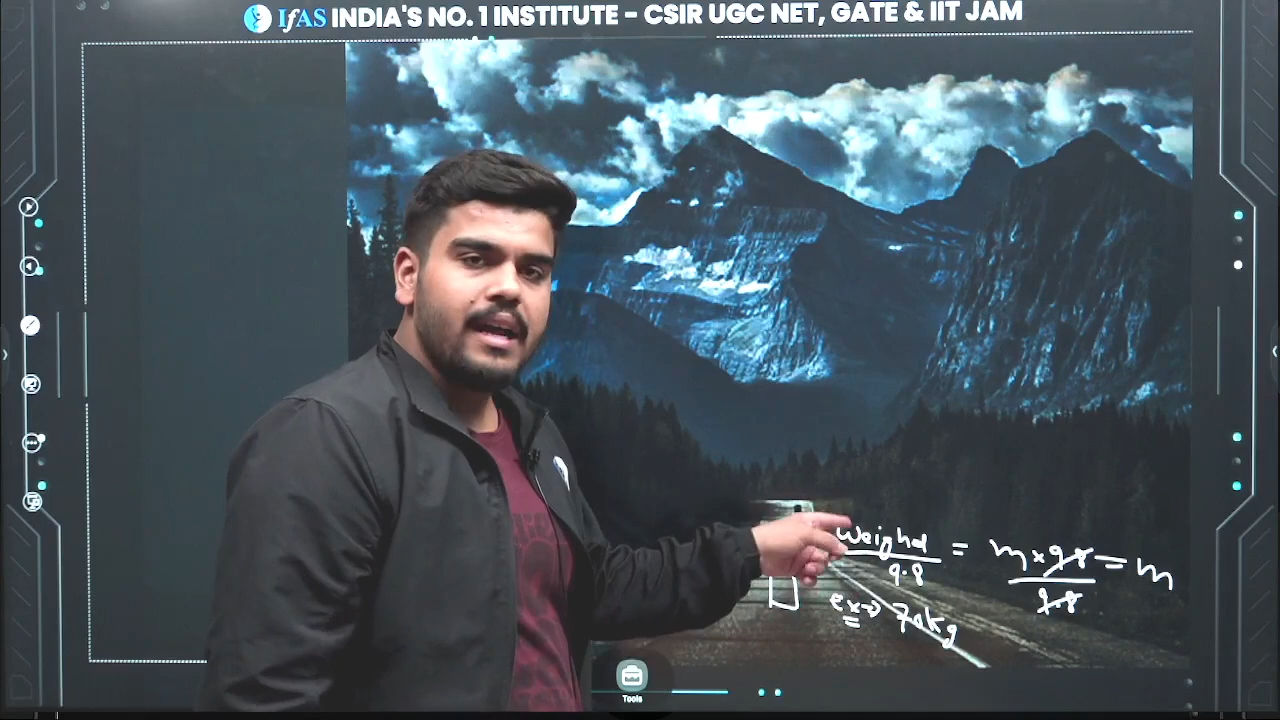 IfAS INDIA'S NO. 1 INSTITUTE - CSIR UGC NET, GATE & IIT JAM
Weighd = m × 9.8 = m
9.8 9.8
ex → 70kg
Tools